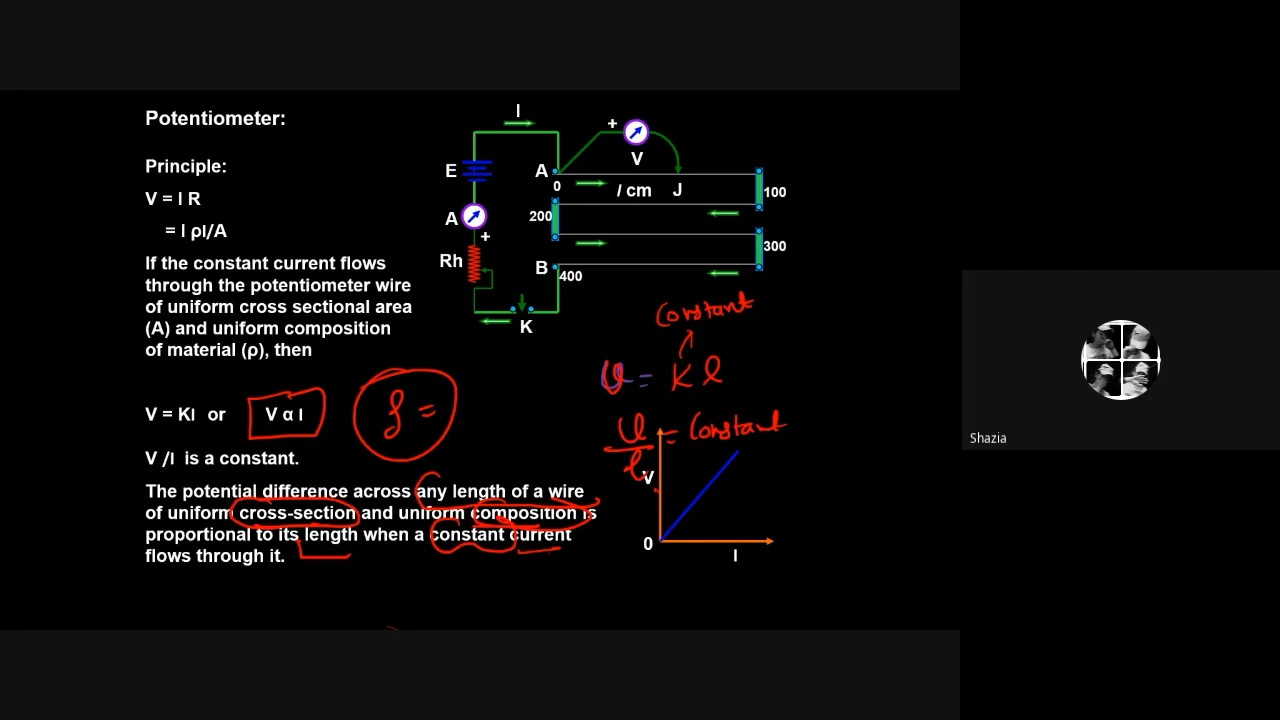 Potentiometer:
Principle:
V = I R
= I ρl/A
If the constant current flows
through the potentiometer wire
of uniform cross sectional area
(A) and uniform composition
of material (ρ), then
V = Kl or V α l
V /l is a constant.
The potential difference across any length of a wire
of uniform cross-section and uniform composition is
proportional to its length when a constant current
flows through it.
I
+
V
E
A
0
l cm
J
100
A
+
200
Rh
B
400
300
K
Constant
V = K l
V/l = Constant
V
0
l
Shazia